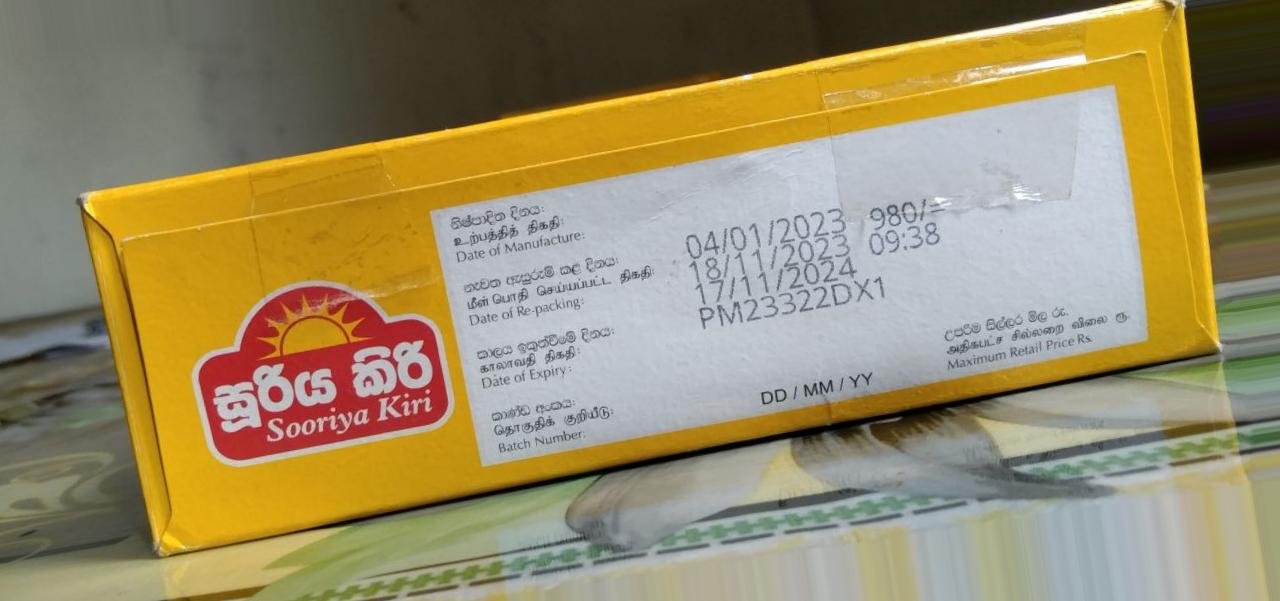 සූරිය කිරි
Sooriya Kiri
නිෂ්පාදිත දිනය:
உற்பத்தித் திகதி:
Date of Manufacture:
නැවත ඇසුරුම් කළ දිනය:
மீள் பொதி செய்யப்பட்ட திகதி:
Date of Re-packing:
කාලය ඉකුත්වීමේ දිනය:
காலாவதி திகதி:
Date of Expiry:
කාණ්ඩ අංකය:
தொகுதிக் குறியீடு:
Batch Number:
04/01/2023 980/=
18/11/2023 09:38
17/11/2024
PM23322DX1
DD / MM / YY
උපරිම සිල්ලර මිල රු.
அதிகபட்ச சில்லறை விலை ரூ.
Maximum Retail Price Rs.